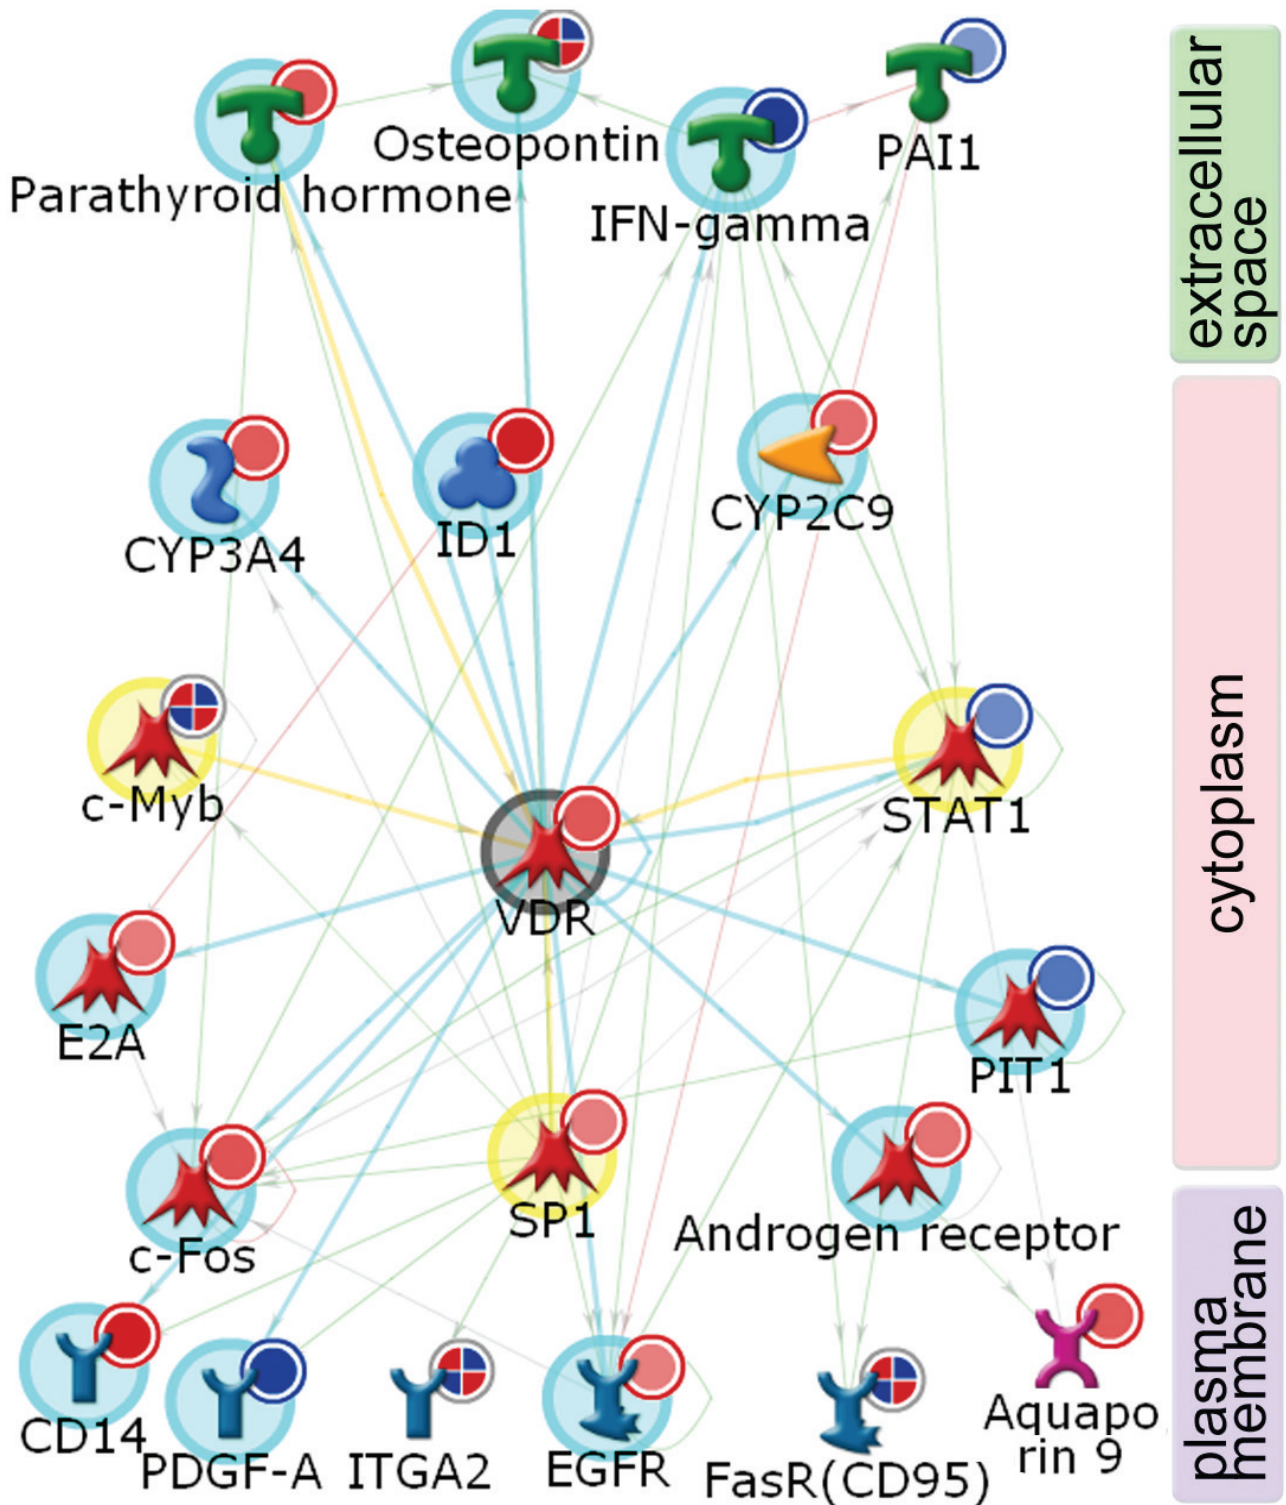 Osteopontin
PAI1
Parathyroid hormone
IFN-gamma
extracellular
space
CYP3A4
ID1
CYP2C9
c-Myb
STAT1
VDR
cytoplasm
E2A
PIT1
c-Fos
SP1
Androgen receptor
CD14
PDGF-A
ITGA2
EGFR
FasR(CD95)
Aquapo
rin 9
plasma
membrane